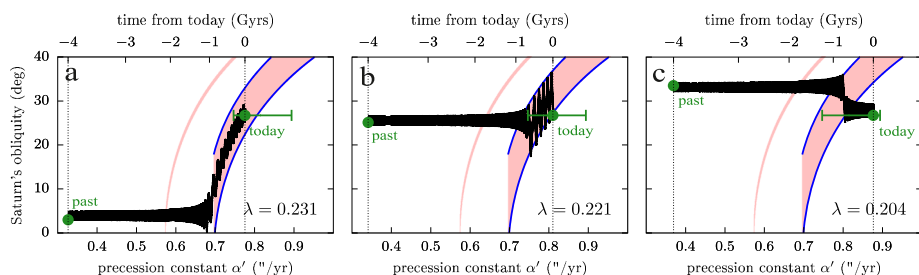 time from today (Gyrs) time from today (Gyrs) time from today (Gyrs)
−4 −3 −2 −1 0 −4 −3 −2 −1 0 −4 −3 −2 −1 0
Saturn's obliquity (deg)
40
30
20
10
0
a b c
today today today
past past past
λ = 0.231 λ = 0.221 λ = 0.204
0.4 0.5 0.6 0.7 0.8 0.9 0.4 0.5 0.6 0.7 0.8 0.9 0.4 0.5 0.6 0.7 0.8 0.9
precession constant α′ ("/yr) precession constant α′ ("/yr) precession constant α′ ("/yr)